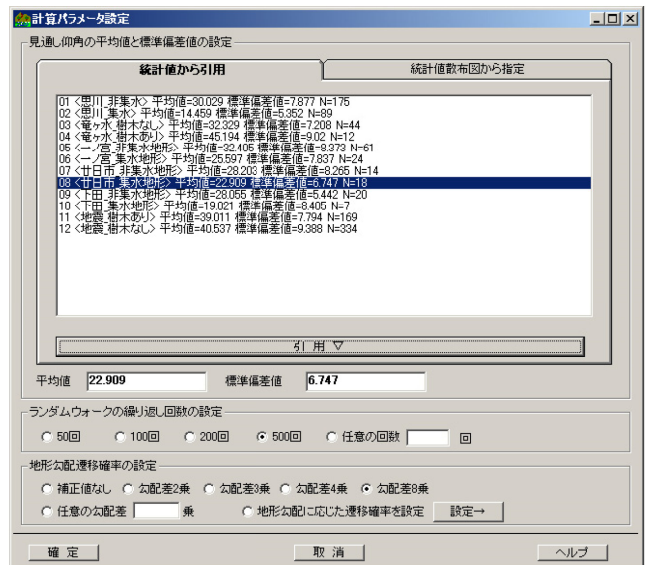 計算パラメータ設定
見通し仰角の平均値と標準偏差値の設定
統計値から引用 統計値散布図から指定
01 <思川_非集水> 平均値=30.029 標準偏差値=7.877 N=175
02 <思川_集水> 平均値=14.459 標準偏差値=5.352 N=89
03 <竜ヶ水_樹木なし> 平均値=32.329 標準偏差値=7.208 N=44
04 <竜ヶ水_樹木あり> 平均値=45.194 標準偏差値=9.02 N=12
05 <一ノ宮_非集水地形> 平均値=32.406 標準偏差値=9.373 N=61
06 <一ノ宮_集水地形> 平均値=25.597 標準偏差値=7.837 N=24
07 <廿日市_非集水地形> 平均値=28.203 標準偏差値=8.265 N=14
08 <廿日市_集水地形> 平均値=22.909 標準偏差値=6.747 N=18
09 <下田_非集水地形> 平均値=28.055 標準偏差値=5.442 N=20
10 <下田_集水地形> 平均値=19.021 標準偏差値=8.405 N=7
11 <地震_樹木あり> 平均値=39.011 標準偏差値=7.794 N=169
12 <地震_樹木なし> 平均値=40.537 標準偏差値=9.388 N=334
引 用 ▽
平均値 22.909 標準偏差値 6.747
ランダムウォークの繰り返し回数の設定
50回 100回 200回 500回 任意の回数 回
地形勾配遷移確率の設定
補正値なし 勾配差2乗 勾配差3乗 勾配差4乗 勾配差8乗
任意の勾配差 乗 地形勾配に応じた遷移確率を設定 設定→
確 定 取 消 ヘルプ